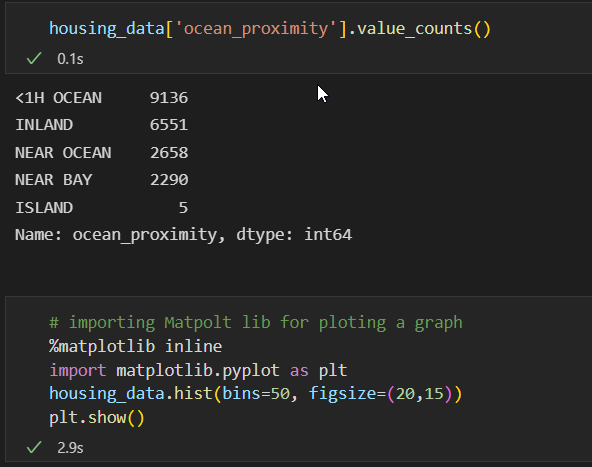 housing_data['ocean_proximity'].value_counts()
0.1s
<1H OCEAN     9136
INLAND        6551
NEAR OCEAN    2658
NEAR BAY      2290
ISLAND           5
Name: ocean_proximity, dtype: int64
# importing Matpolt lib for ploting a graph
%matplotlib inline
import matplotlib.pyplot as plt
housing_data.hist(bins=50, figsize=(20,15))
plt.show()
2.9s